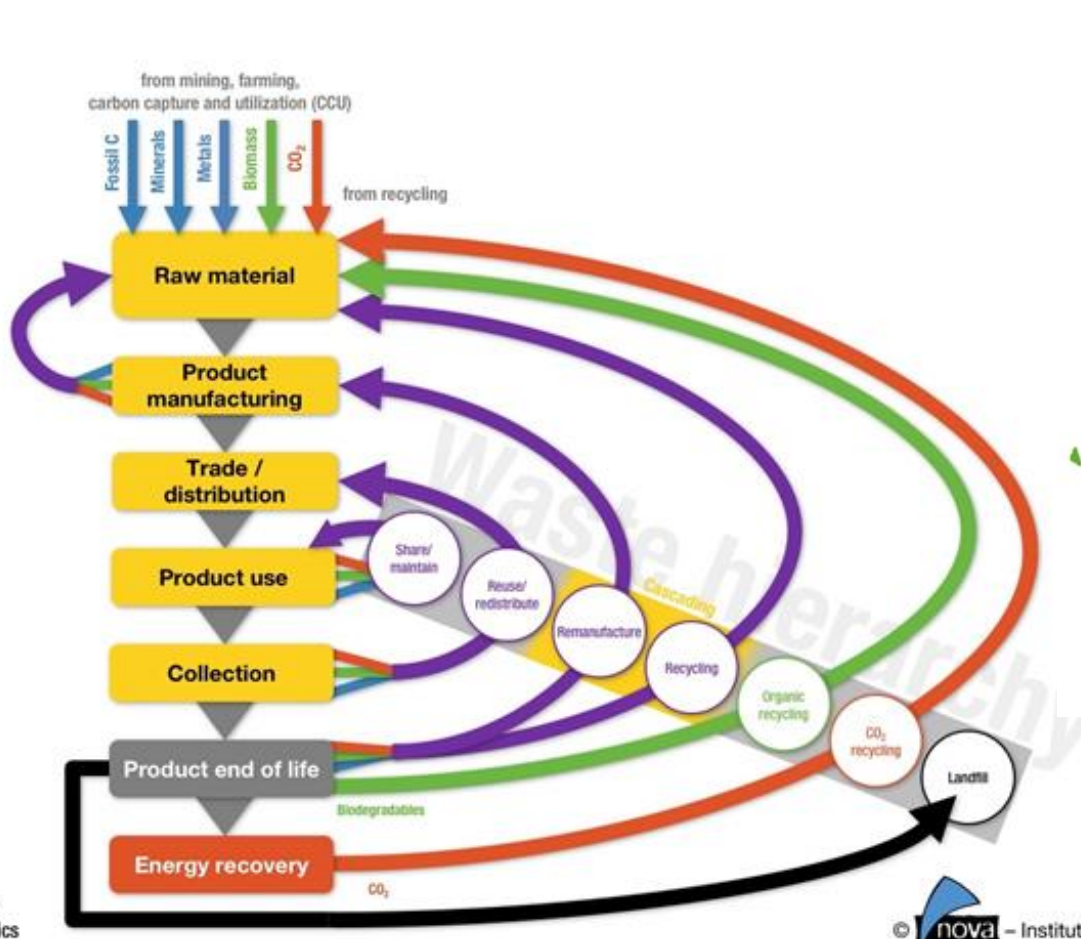 from mining, farming,
carbon capture and utilization (CCU)
Fossil C
Minerals
Metals
Biomass
CO₂
from recycling
Raw material
Product
manufacturing
Trade /
distribution
Product use
Collection
Product end of life
Energy recovery
Share/
maintain
Reuse/
redistribute
Remanufacture
Cascading
Recycling
Organic
recycling
CO₂
recycling
Landfill
Waste hierarchy
Biodegradables
CO₂
ics
© nova – Institut